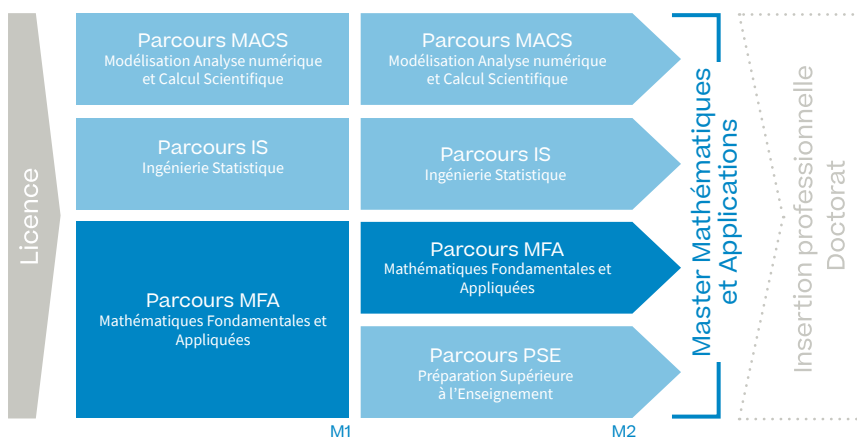 Licence
Parcours MACS
Modélisation Analyse numérique
et Calcul Scientifique
Parcours IS
Ingénierie Statistique
Parcours MFA
Mathématiques Fondamentales et
Appliquées
M1
Parcours MACS
Modélisation Analyse numérique
et Calcul Scientifique
Parcours IS
Ingénierie Statistique
Parcours MFA
Mathématiques Fondamentales et
Appliquées
Parcours PSE
Préparation Supérieure
à l'Enseignement
M2
Master Mathématiques
et Applications
Insertion professionnelle
Doctorat